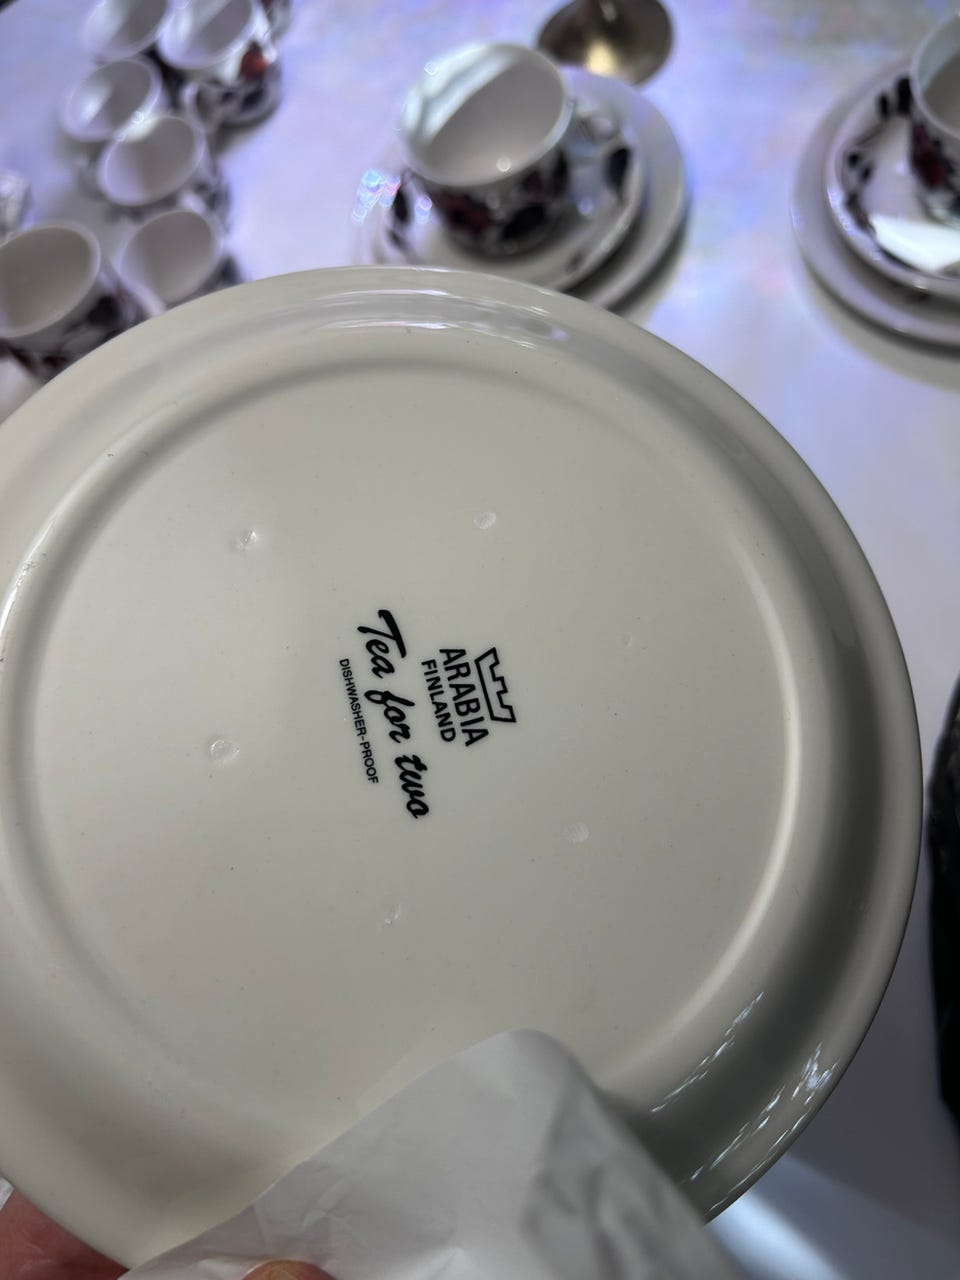 ARABIA
FINLAND
Tea for two
DISHWASHER-PROOF